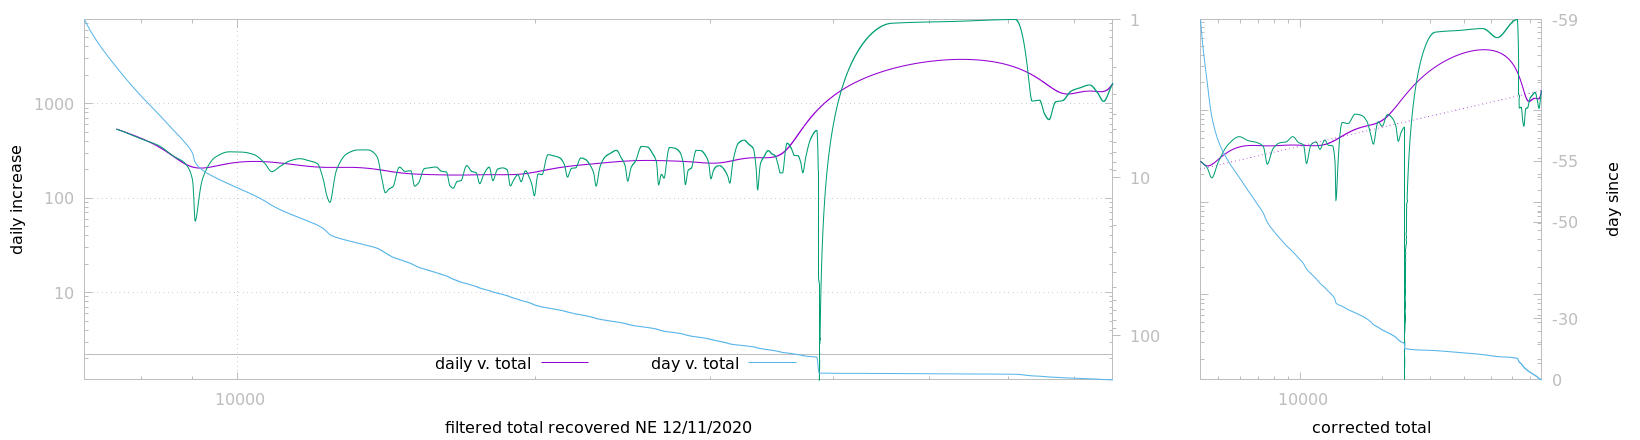 daily increase
1000
100
10
10000
daily v. total
day v. total
1
10
100
filtered total recovered NE 12/11/2020
-59
-55
-50
-30
0
day since
10000
corrected total